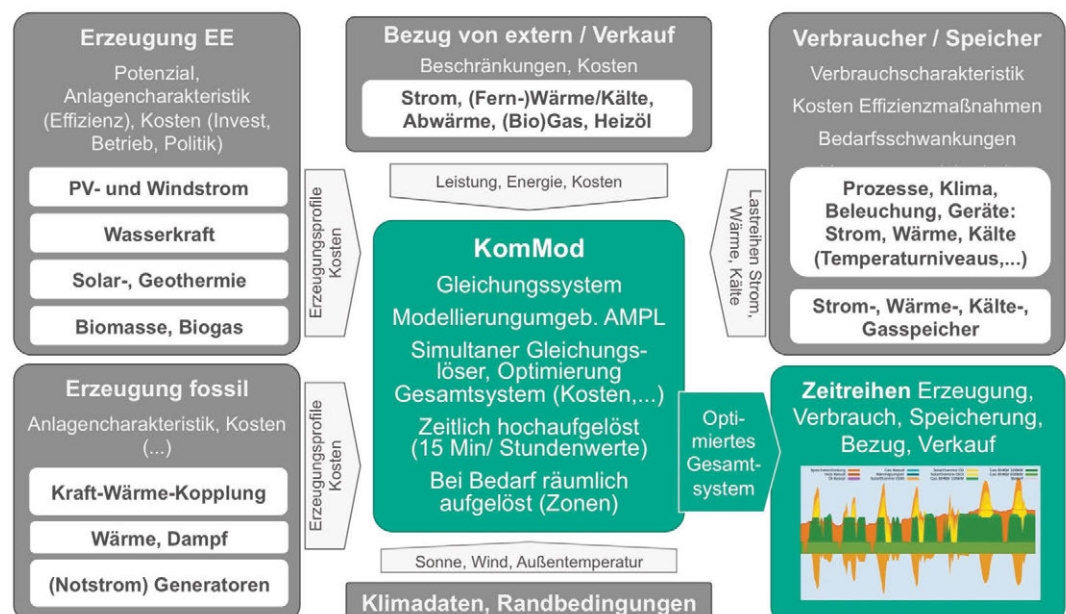 Erzeugung EE
Potenzial,
Anlagencharakteristik
(Effizienz), Kosten (Invest,
Betrieb, Politik)
PV- und Windstrom
Wasserkraft
Solar-, Geothermie
Biomasse, Biogas
Erzeugungsprofile
Kosten
Bezug von extern / Verkauf
Beschränkungen, Kosten
Strom, (Fern-)Wärme/Kälte,
Abwärme, (Bio)Gas, Heizöl
Leistung, Energie, Kosten
Verbraucher / Speicher
Verbrauchscharakteristik
Kosten Effizienzmaßnahmen
Bedarfsschwankungen
Prozesse, Klima,
Beleuchung, Geräte:
Strom, Wärme, Kälte
(Temperaturniveaus,...)
Strom-, Wärme-, Kälte-,
Gasspeicher
Lastreihen Strom,
Wärme, Kälte
KomMod
Gleichungssystem
Modellierungumgeb. AMPL
Simultaner Gleichungs-
löser, Optimierung
Gesamtsystem (Kosten,...)
Zeitlich hochaufgelöst
(15 Min/ Stundenwerte)
Bei Bedarf räumlich
aufgelöst (Zonen)
Erzeugung fossil
Anlagencharakteristik, Kosten
(...)
Kraft-Wärme-Kopplung
Wärme, Dampf
(Notstrom) Generatoren
Erzeugungsprofile
Kosten
Sonne, Wind, Außentemperatur
Klimadaten, Randbedingungen
Opti-
miertes
Gesamt-
system
Zeitreihen Erzeugung,
Verbrauch, Speicherung,
Bezug, Verkauf